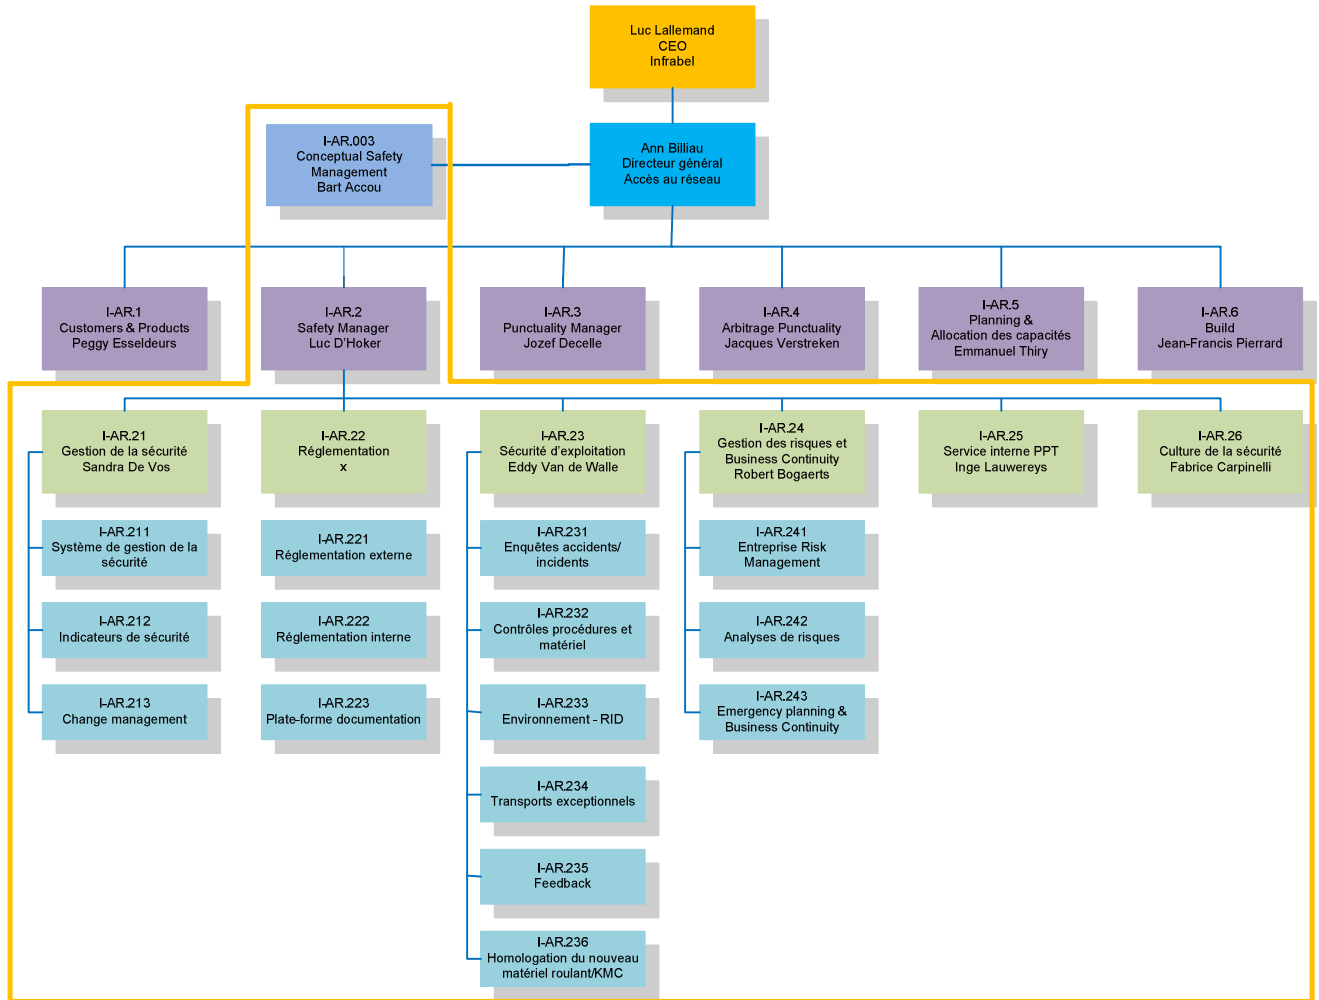 Luc Lallemand
CEO
Infrabel
I-AR.003
Conceptual Safety
Management
Bart Accou
Ann Billiau
Directeur général
Accès au réseau
I-AR.1
Customers & Products
Peggy Esseldeurs
I-AR.2
Safety Manager
Luc D'Hoker
I-AR.3
Punctuality Manager
Jozef Decelle
I-AR.4
Arbitrage Punctuality
Jacques Verstreken
I-AR.5
Planning &
Allocation des capacités
Emmanuel Thiry
I-AR.6
Build
Jean-Francis Pierrard
I-AR.21
Gestion de la sécurité
Sandra De Vos
I-AR.22
Réglementation
x
I-AR.23
Sécurité d'exploitation
Eddy Van de Walle
I-AR.24
Gestion des risques et
Business Continuity
Robert Bogaerts
I-AR.25
Service interne PPT
Inge Lauwereys
I-AR.26
Culture de la sécurité
Fabrice Carpinelli
I-AR.211
Système de gestion de la
sécurité
I-AR.221
Réglementation externe
I-AR.231
Enquêtes accidents/
incidents
I-AR.241
Entreprise Risk
Management
I-AR.212
Indicateurs de sécurité
I-AR.222
Réglementation interne
I-AR.232
Contrôles procédures et
matériel
I-AR.242
Analyses de risques
I-AR.213
Change management
I-AR.223
Plate-forme documentation
I-AR.233
Environnement - RID
I-AR.243
Emergency planning &
Business Continuity
I-AR.234
Transports exceptionnels
I-AR.235
Feedback
I-AR.236
Homologation du nouveau
matériel roulant/KMC